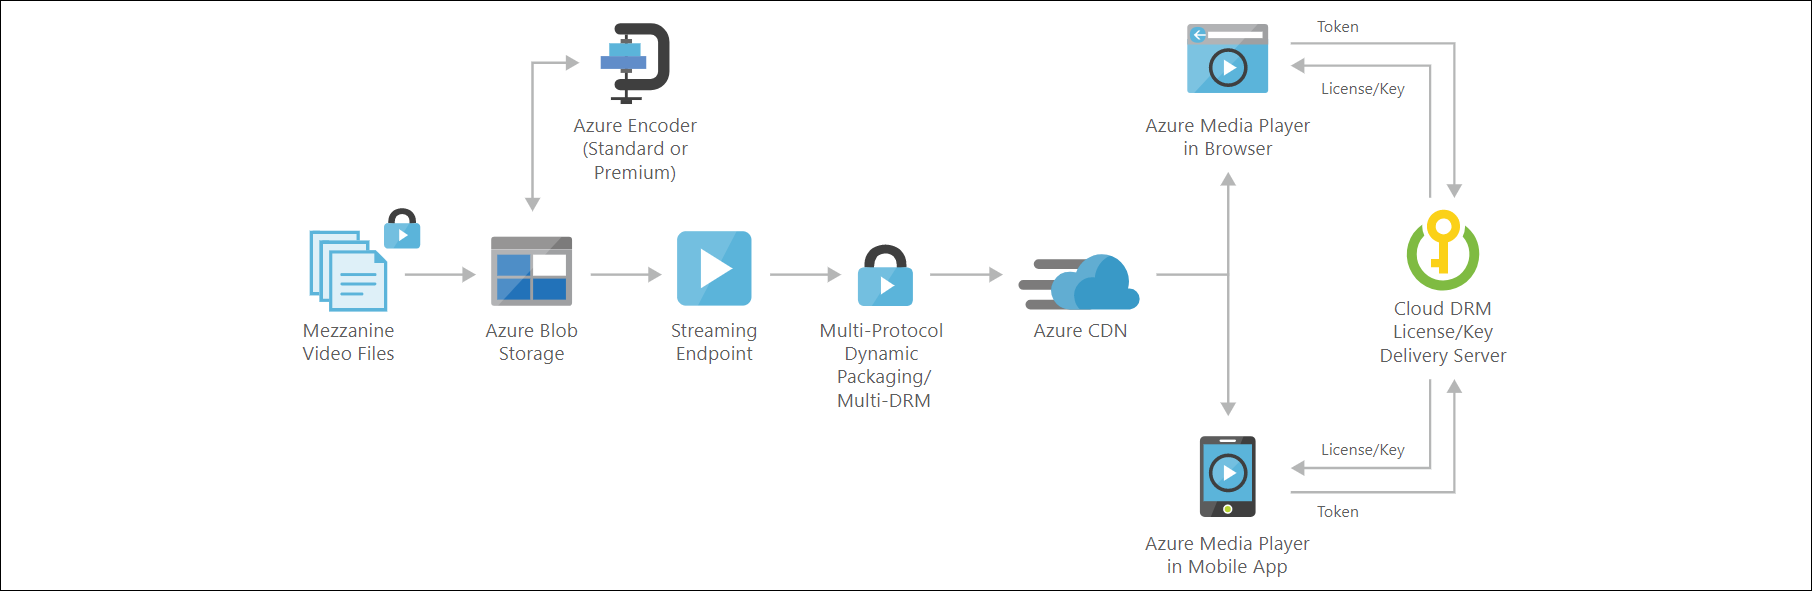 Token
License/Key
Azure Encoder
(Standard or
Premium)
Azure Media Player
in Browser
Mezzanine
Video Files
Azure Blob
Storage
Streaming
Endpoint
Multi-Protocol
Dynamic
Packaging/
Multi-DRM
Azure CDN
Cloud DRM
License/Key
Delivery Server
License/Key
Token
Azure Media Player
in Mobile App